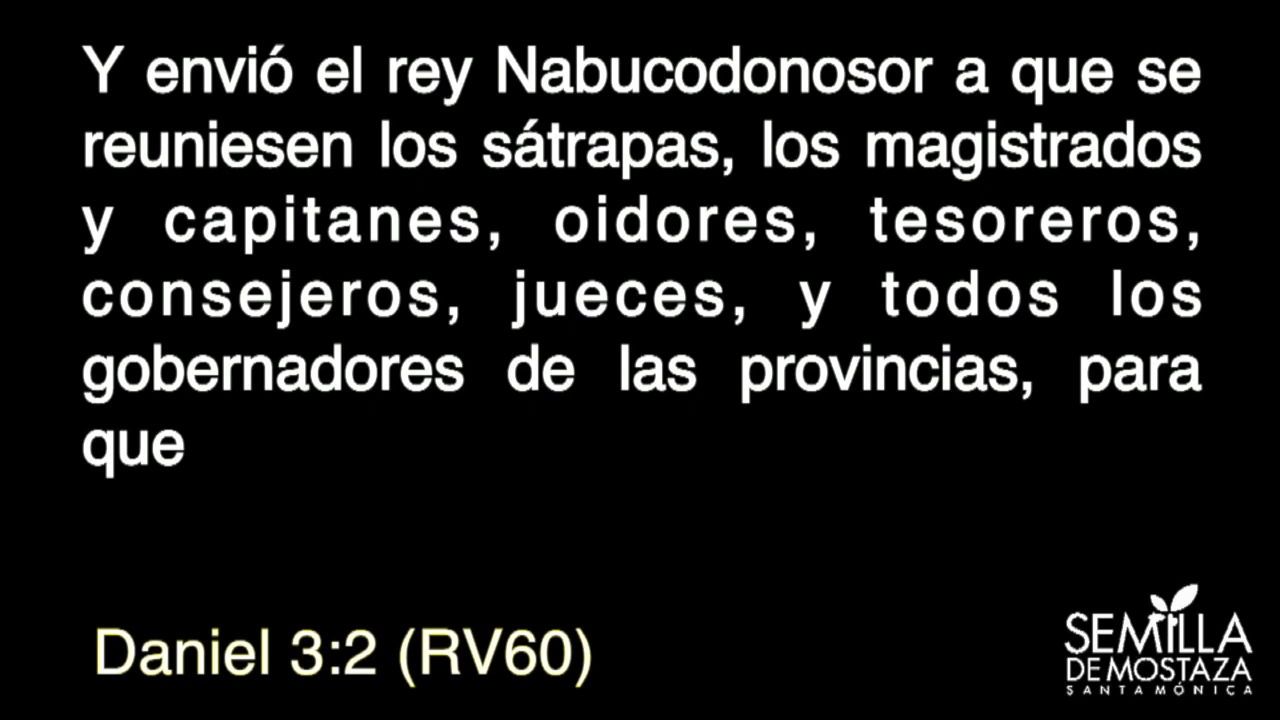 Y envió el rey Nabucodonosor a que se
reuniesen los sátrapas, los magistrados
y capitanes, oidores, tesoreros,
consejeros, jueces, y todos los
gobernadores de las provincias, para
que
Daniel 3:2 (RV60)
SEMILLA
DE MOSTAZA
SANTA MÓNICA